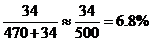 34/(470+34) ≈ 34/500 = 6.8%